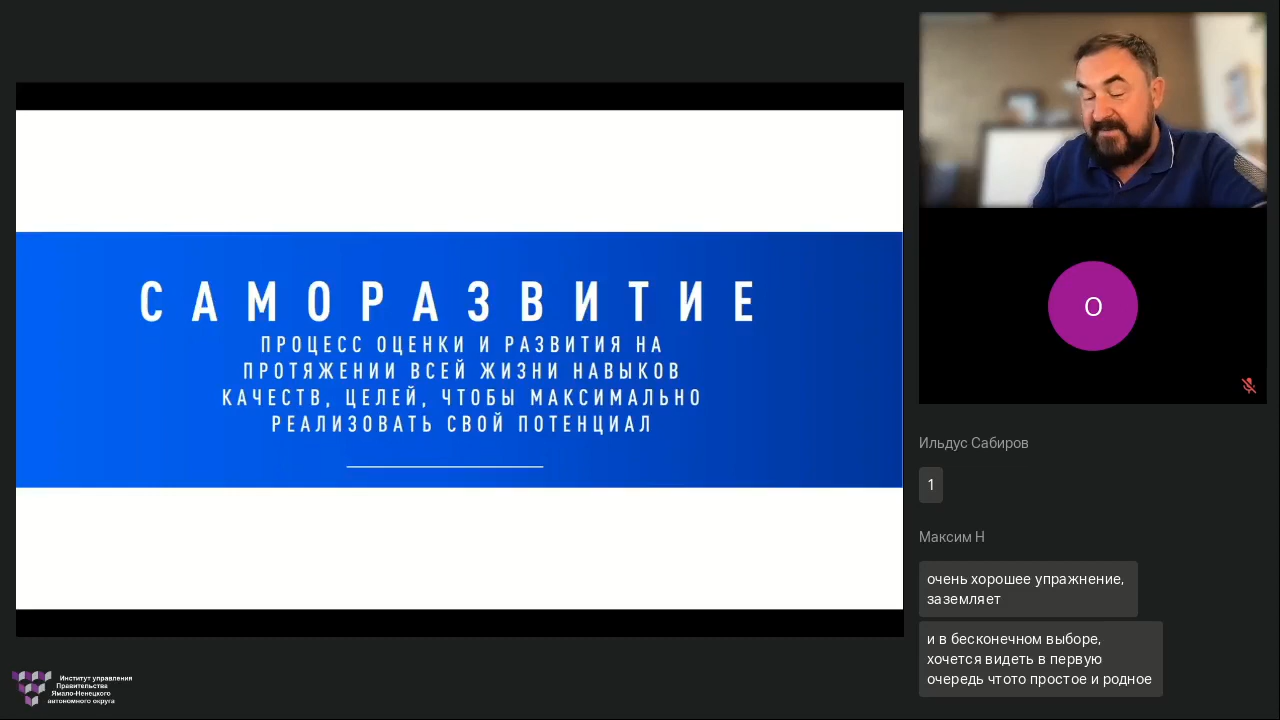 САМОРАЗВИТИЕ
ПРОЦЕСС ОЦЕНКИ И РАЗВИТИЯ НА
ПРОТЯЖЕНИИ ВСЕЙ ЖИЗНИ НАВЫКОВ
КАЧЕСТВ, ЦЕЛЕЙ, ЧТОБЫ МАКСИМАЛЬНО
РЕАЛИЗОВАТЬ СВОЙ ПОТЕНЦИАЛ
О
Ильдус Сабиров
1
Максим Н
очень хорошее упражнение,
заземляет
и в бесконечном выборе,
хочется видеть в первую
очередь чтото простое и родное
Институт управления
Правительства
Ямало-Ненецкого
автономного округа